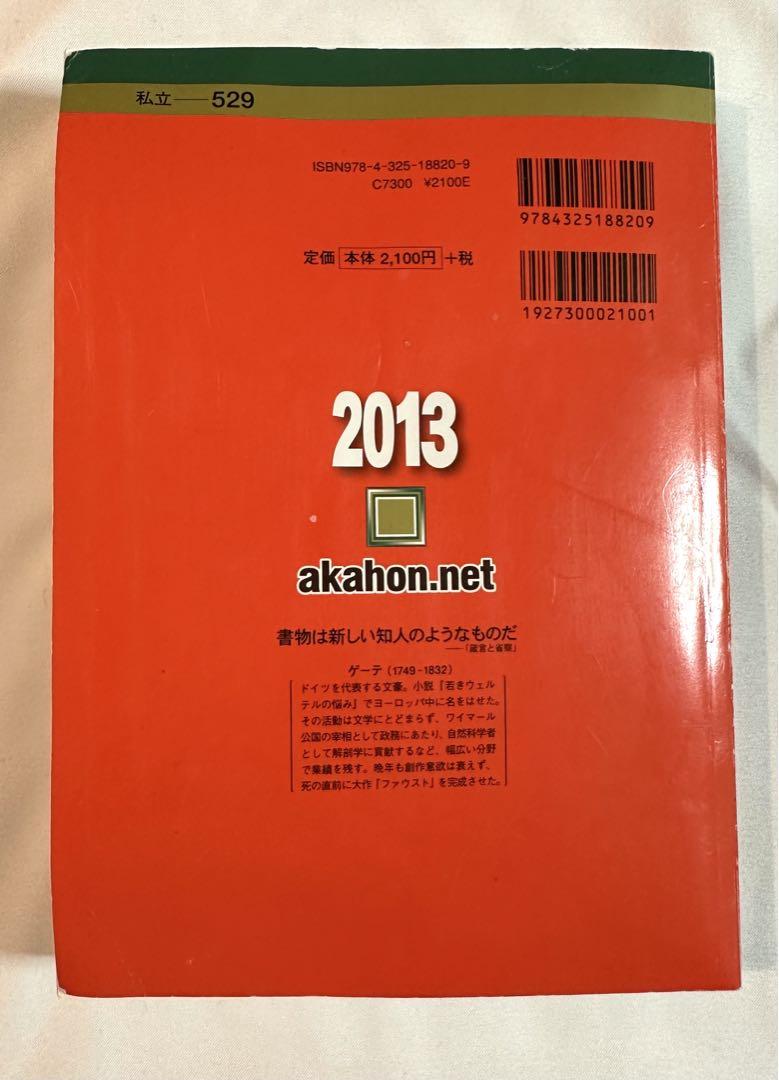 私立――529
ISBN978-4-325-18820-9
C7300 ¥2100E
9784325188209
定価 本体 2,100円 +税
1927300021001
2013
akahon.net
書物は新しい知人のようなものだ
――『箴言と省察』
ゲーテ (1749-1832)
ドイツを代表する文豪。小説『若きウェル
テルの悩み』でヨーロッパ中に名をはせた。
その活動は文学にとどまらず、ワイマール
公国の宰相として政務にあたり、自然科学者
として解剖学に貢献するなど、幅広い分野
で業績を残す。晩年も創作意欲は衰えず、
死の直前に大作『ファウスト』を完成させた。